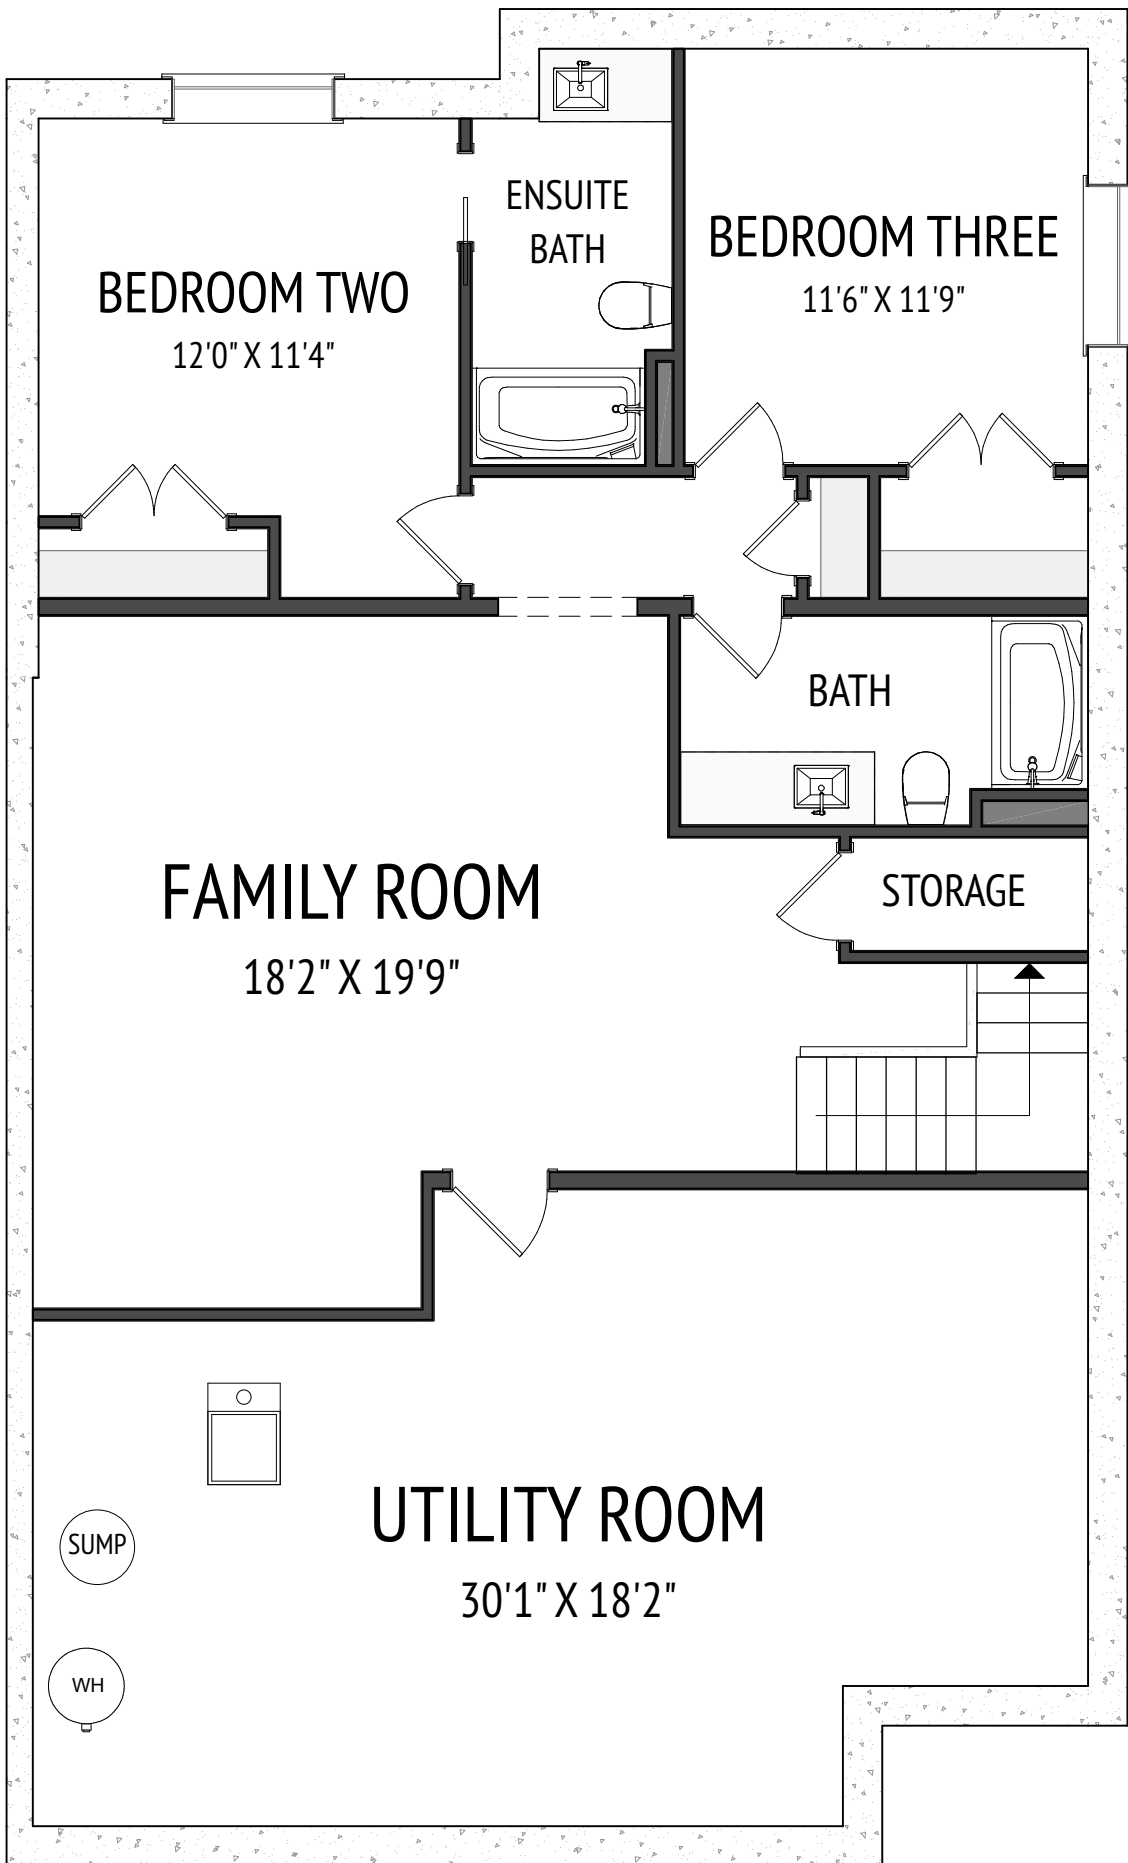 ENSUITE
BATH
BEDROOM THREE
11'6" X 11'9"
BEDROOM TWO
12'0" X 11'4"
BATH
FAMILY ROOM
18'2" X 19'9"
STORAGE
UTILITY ROOM
30'1" X 18'2"
SUMP
WH